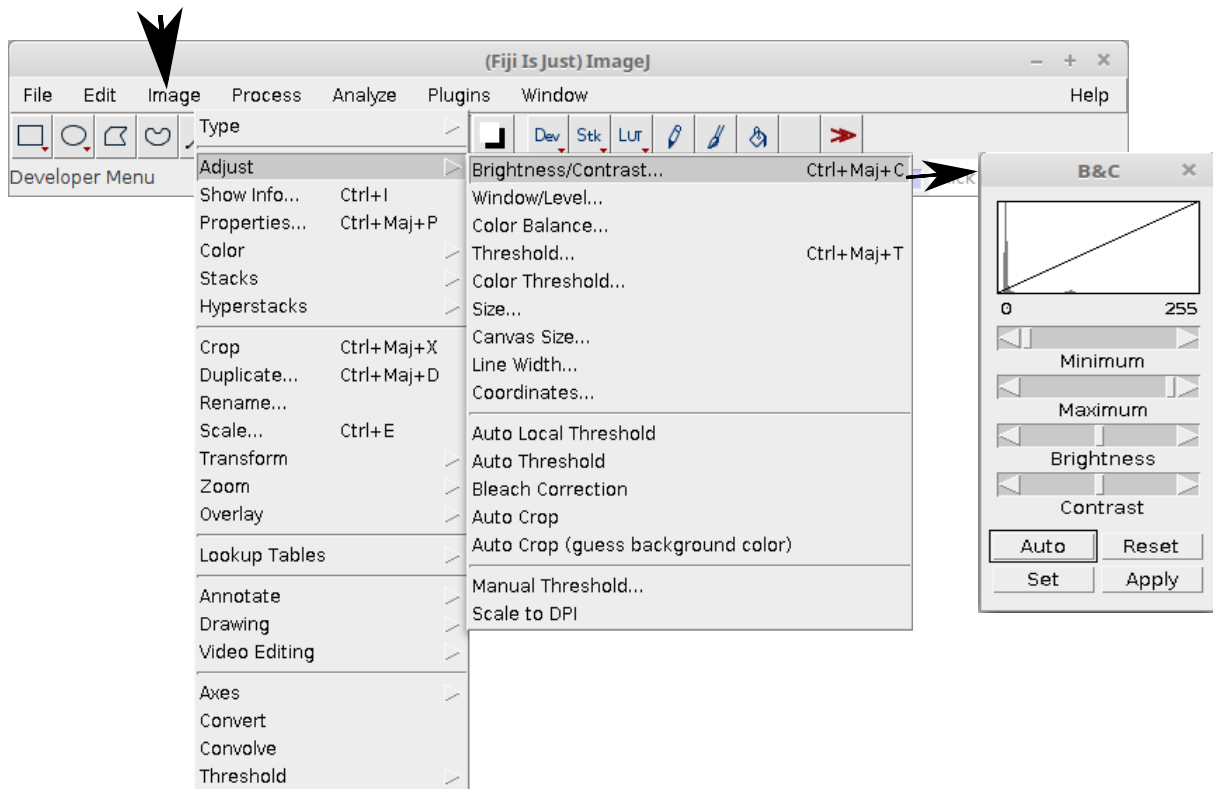 (Fiji Is Just) ImageJ
File Edit Image Process Analyze Plugins Window Help
Dev Stk LUT
Developer Menu
Type
Adjust
Show Info... Ctrl+I
Properties... Ctrl+Maj+P
Color
Stacks
Hyperstacks
Crop Ctrl+Maj+X
Duplicate... Ctrl+Maj+D
Rename...
Scale... Ctrl+E
Transform
Zoom
Overlay
Lookup Tables
Annotate
Drawing
Video Editing
Axes
Convert
Convolve
Threshold
Brightness/Contrast... Ctrl+Maj+C
Window/Level...
Color Balance...
Threshold... Ctrl+Maj+T
Color Threshold...
Size...
Canvas Size...
Line Width...
Coordinates...
Auto Local Threshold
Auto Threshold
Bleach Correction
Auto Crop
Auto Crop (guess background color)
Manual Threshold...
Scale to DPI
B&C
0 255
Minimum
Maximum
Brightness
Contrast
Auto Reset
Set Apply